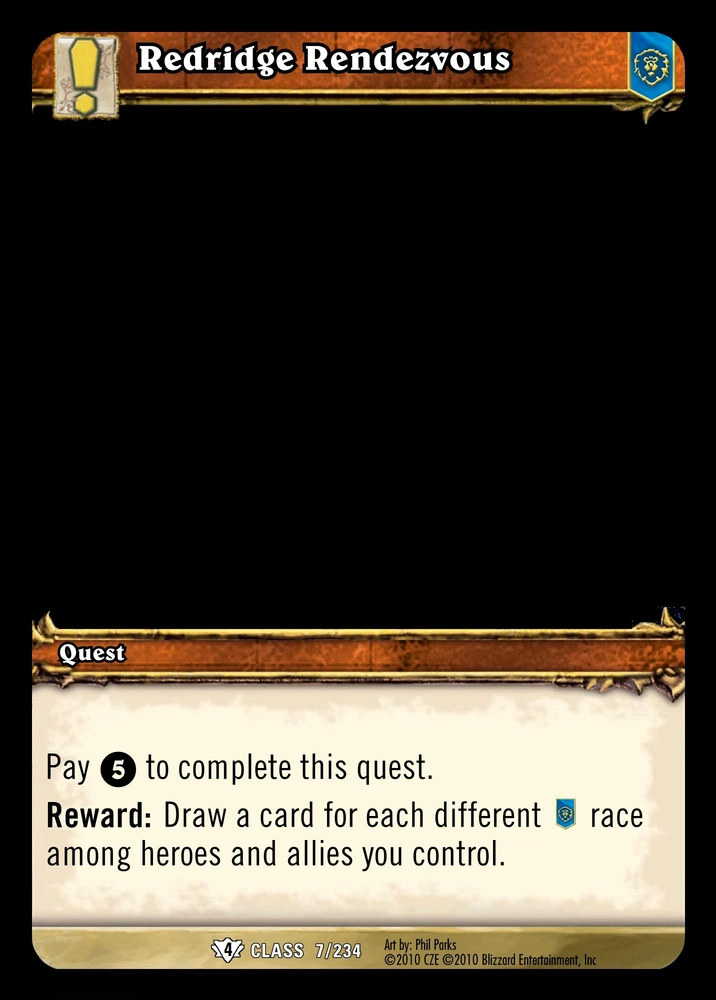 Redridge Rendezvous
Quest
Pay 5 to complete this quest.
Reward: Draw a card for each different race
among heroes and allies you control.
4 CLASS 7/234
Art by: Phil Parks
©2010 CZE ©2010 Blizzard Entertainment, Inc